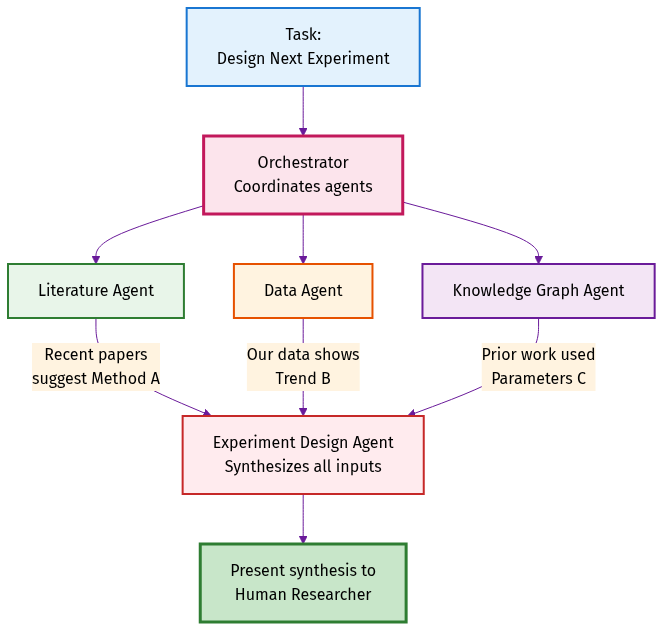 Task:
Design Next Experiment
Orchestrator
Coordinates agents
Literature Agent
Data Agent
Knowledge Graph Agent
Recent papers
suggest Method A
Our data shows
Trend B
Prior work used
Parameters C
Experiment Design Agent
Synthesizes all inputs
Present synthesis to
Human Researcher